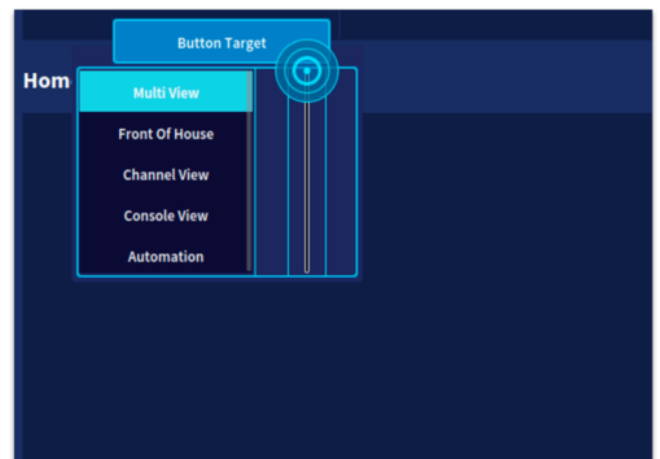 Button Target
Hom
Multi View
Front Of House
Channel View
Console View
Automation